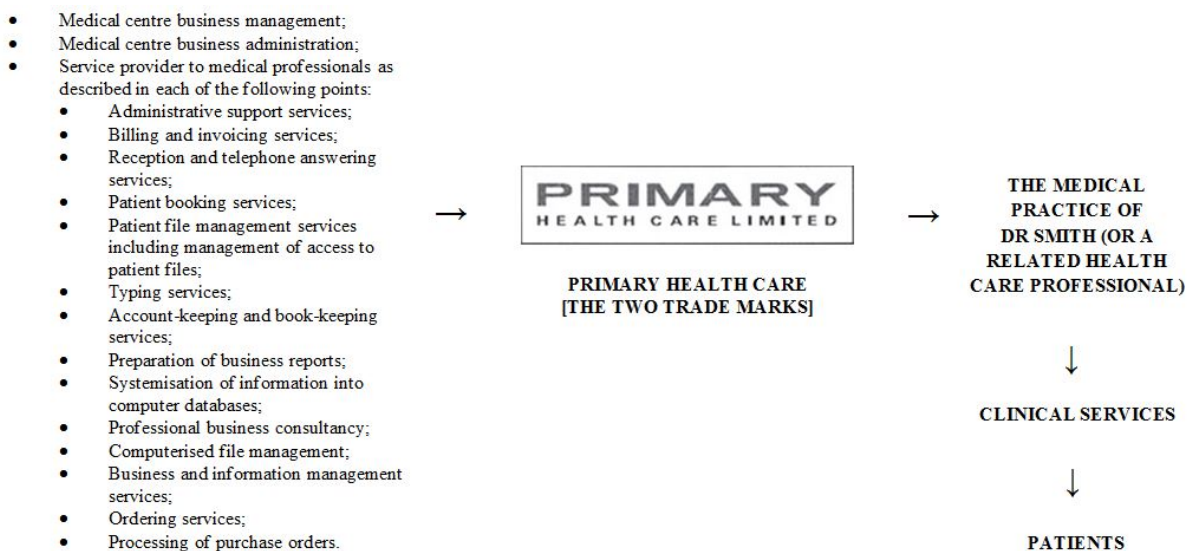 • Medical centre business management;
• Medical centre business administration;
• Service provider to medical professionals as
described in each of the following points:
• Administrative support services;
• Billing and invoicing services;
• Reception and telephone answering
services;
• Patient booking services;
• Patient file management services
including management of access to
patient files;
• Typing services;
• Account-keeping and book-keeping
services;
• Preparation of business reports;
• Systemisation of information into
computer databases;
• Professional business consultancy;
• Computerised file management;
• Business and information management
services;
• Ordering services;
• Processing of purchase orders.
→
PRIMARY
HEALTH CARE LIMITED
PRIMARY HEALTH CARE
[THE TWO TRADE MARKS]
→
THE MEDICAL
PRACTICE OF
DR SMITH (OR A
RELATED HEALTH
CARE PROFESSIONAL)
↓
CLINICAL SERVICES
↓
PATIENTS